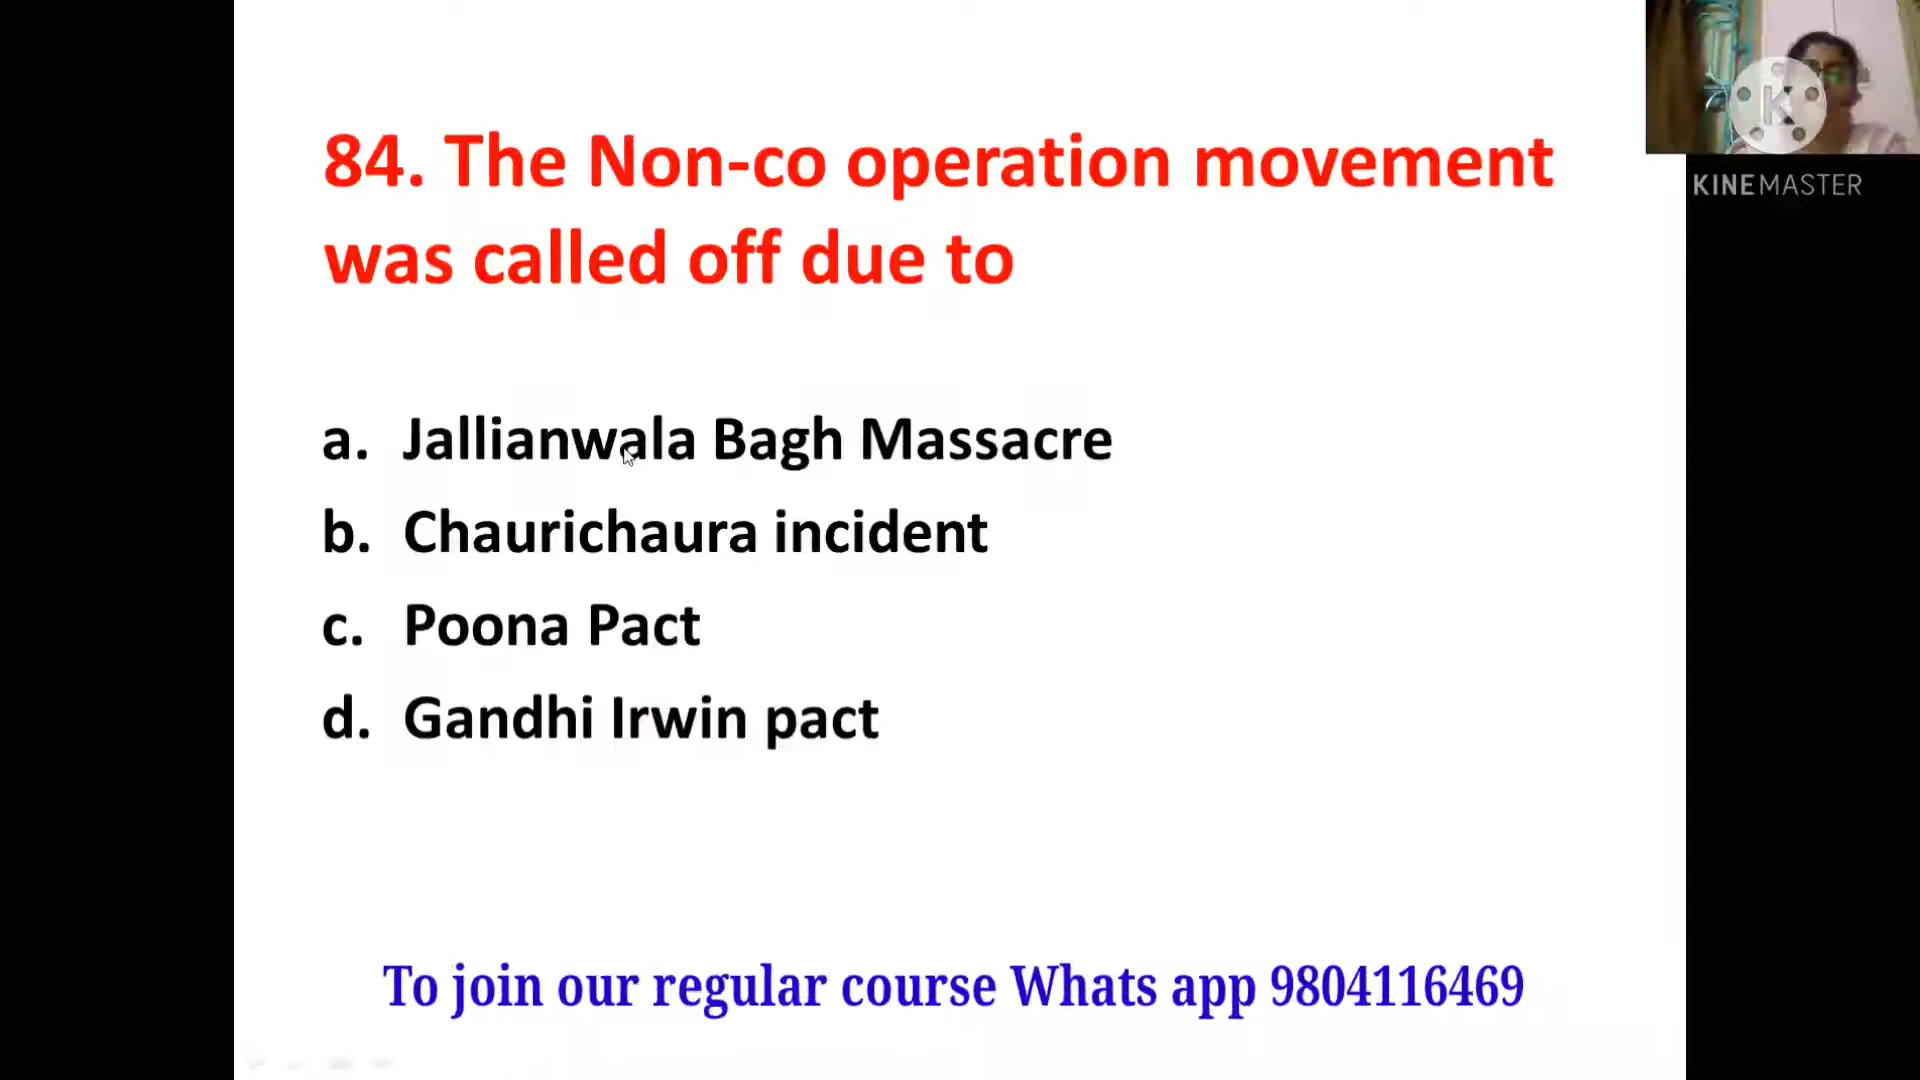 84. The Non-co operation movement
was called off due to
a. Jallianwala Bagh Massacre
b. Chaurichaura incident
c. Poona Pact
d. Gandhi Irwin pact
To join our regular course Whats app 9804116469
K
KINEMASTER